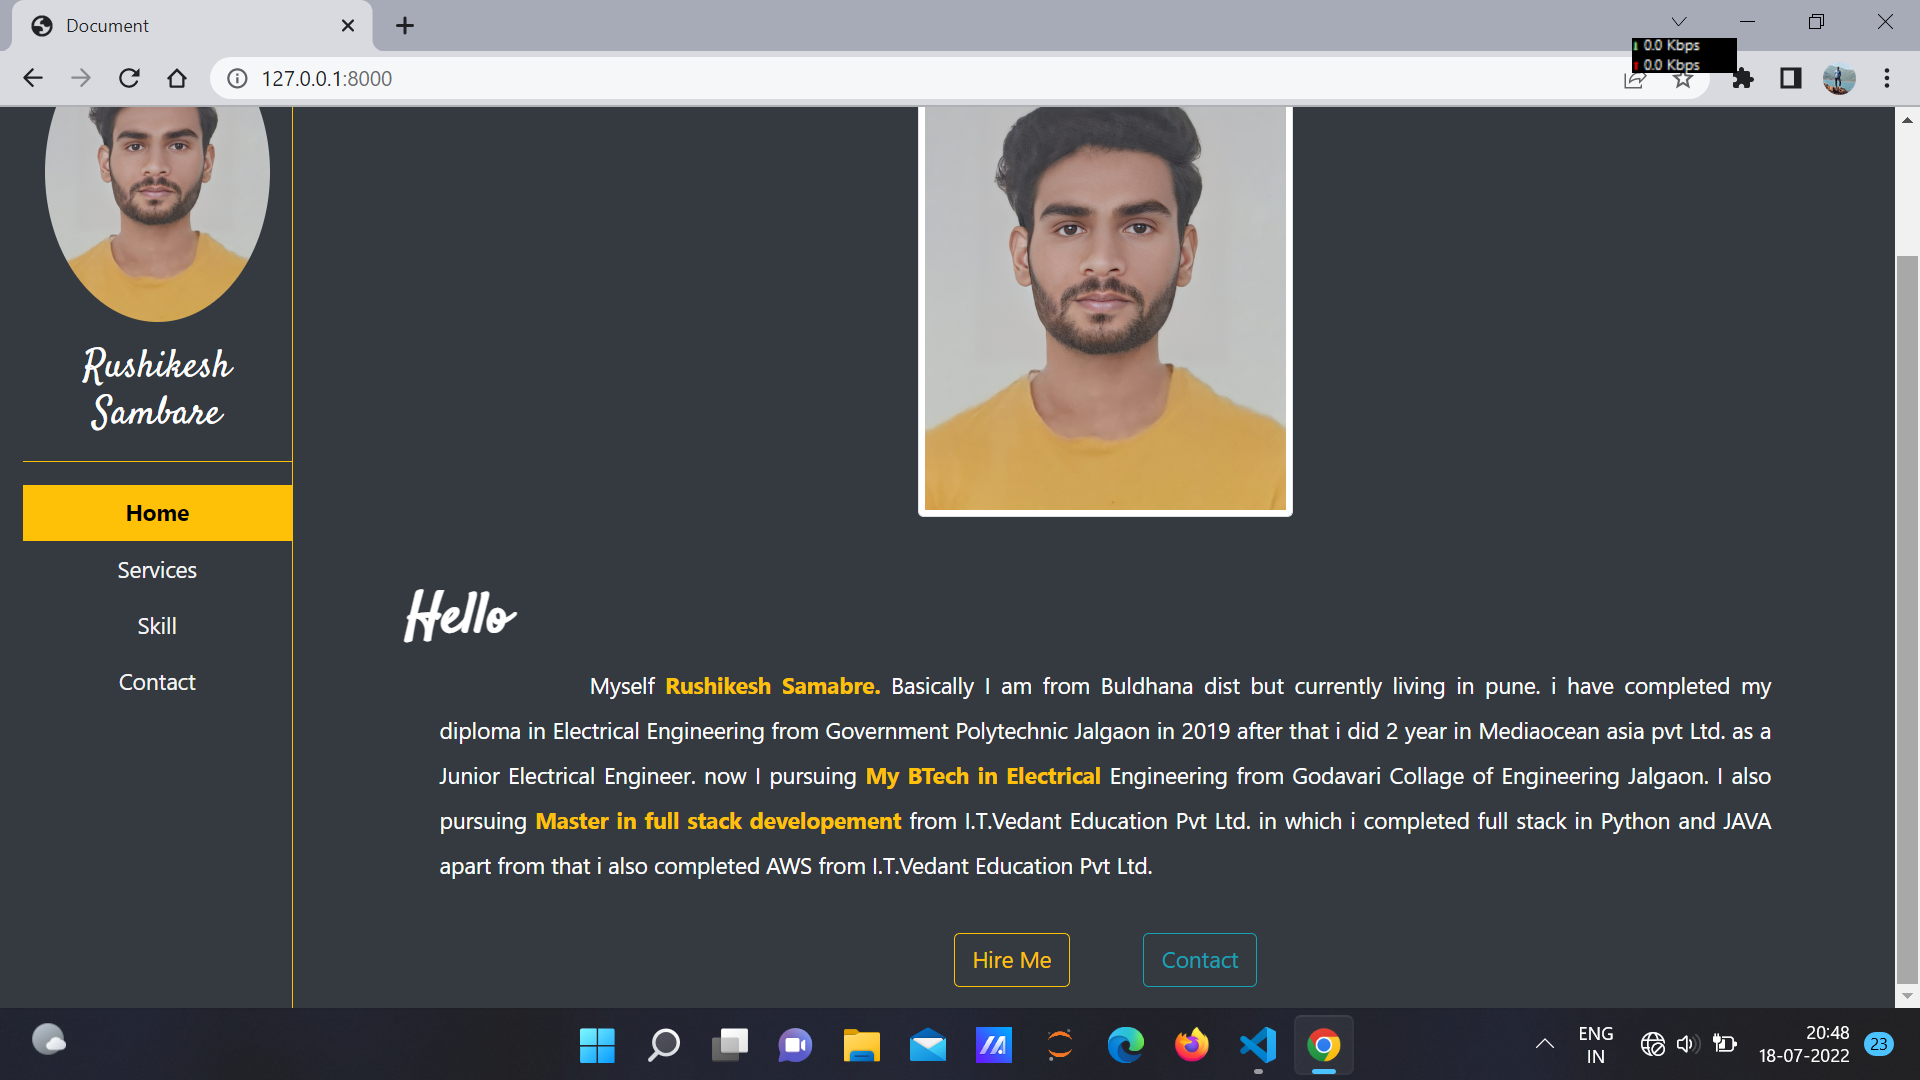 Document
0.0 Kbps
0.0 Kbps
127.0.0.1:8000
Rushikesh
Sambare
Home
Services
Skill
Contact
Hello
Myself Rushikesh Samabre. Basically I am from Buldhana dist but currently living in pune. i have completed my
diploma in Electrical Engineering from Government Polytechnic Jalgaon in 2019 after that i did 2 year in Mediaocean asia pvt Ltd. as a
Junior Electrical Engineer. now I pursuing My BTech in Electrical Engineering from Godavari Collage of Engineering Jalgaon. I also
pursuing Master in full stack developement from I.T.Vedant Education Pvt Ltd. in which i completed full stack in Python and JAVA
apart from that i also completed AWS from I.T.Vedant Education Pvt Ltd.
Hire Me
Contact
ENG
IN
20:48
18-07-2022
23